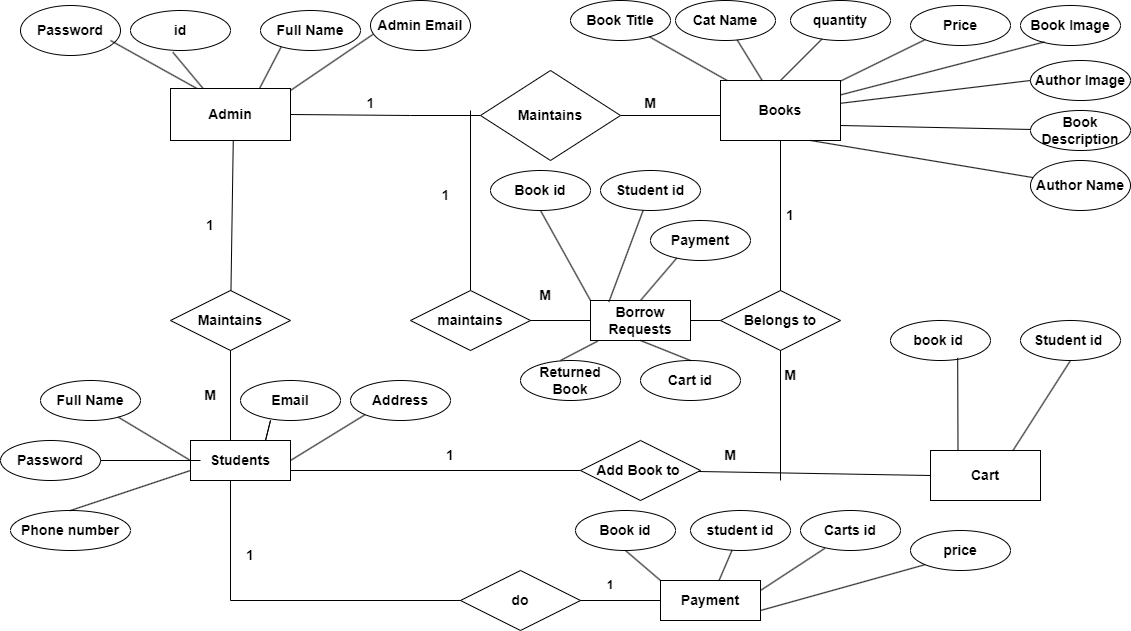 Password
id
Full Name
Admin Email
Book Title
Cat Name
quantity
Price
Book Image
Author Image
Book
Description
Author Name
Admin
1
Maintains
M
Books
1
1
1
Book id
Student id
Payment
M
maintains
Borrow
Requests
Belongs to
Maintains
Returned
Book
Cart id
book id
Student id
M
M
Full Name
Email
Address
Password
Students
Phone number
1
Add Book to
M
Cart
Book id
student id
Carts id
price
1
do
1
Payment